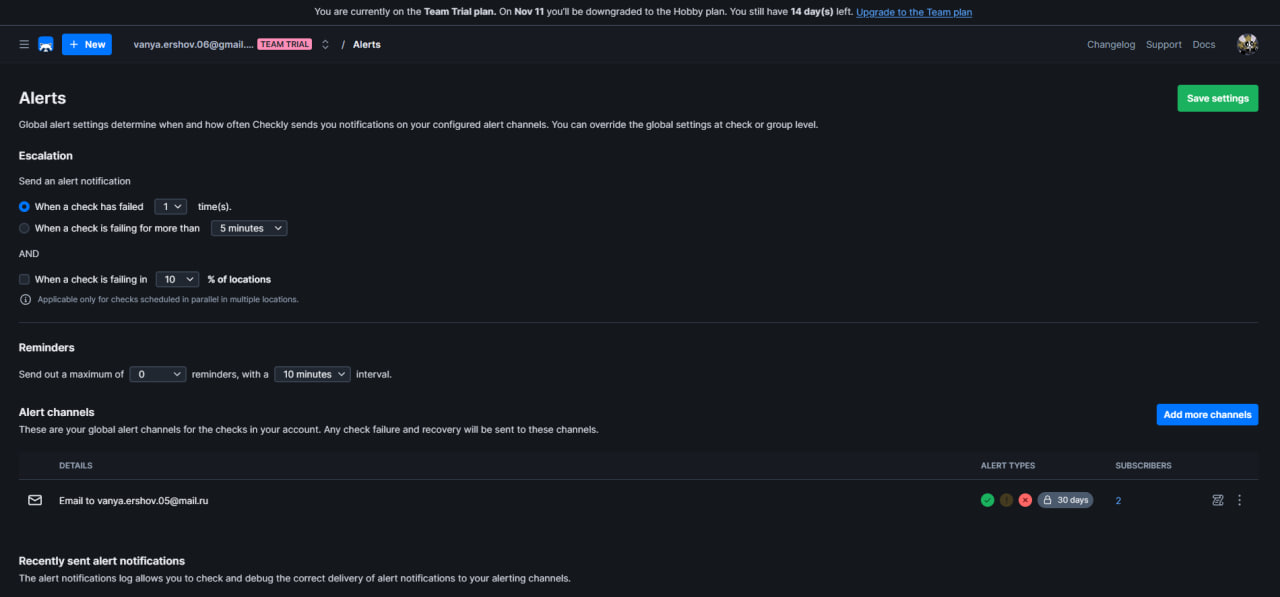 You are currently on the Team Trial plan. On Nov 11 you'll be downgraded to the Hobby plan. You still have 14 day(s) left. Upgrade to the Team plan
+ New vanya.ershov.06@gmail.... TEAM TRIAL / Alerts Changelog Support Docs
Alerts
Save settings
Global alert settings determine when and how often Checkly sends you notifications on your configured alert channels. You can override the global settings at check or group level.
Escalation
Send an alert notification
When a check has failed 1 time(s).
When a check is failing for more than 5 minutes
AND
When a check is failing in 10 % of locations
Applicable only for checks scheduled in parallel in multiple locations.
Reminders
Send out a maximum of 0 reminders, with a 10 minutes interval.
Alert channels
Add more channels
These are your global alert channels for the checks in your account. Any check failure and recovery will be sent to these channels.
DETAILS ALERT TYPES SUBSCRIBERS
Email to vanya.ershov.05@mail.ru 30 days 2
Recently sent alert notifications
The alert notifications log allows you to check and debug the correct delivery of alert notifications to your alerting channels.